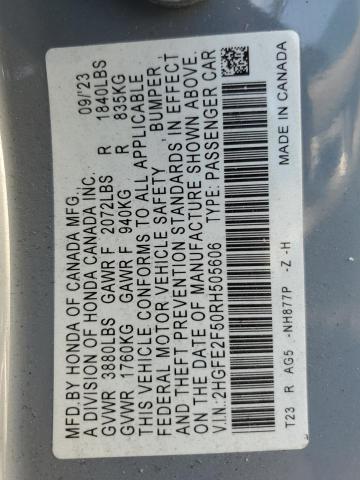 MFD.BY HONDA OF CANADA MFG., 09/'23
A DIVISION OF HONDA CANADA INC.
GVWR 3880LBS GAWR F 2072LBS R 1840LBS
GVWR 1760KG GAWR F 940KG R 835KG
THIS VEHICLE CONFORMS TO ALL APPLICABLE
FEDERAL MOTOR VEHICLE SAFETY, BUMPER,
AND THEFT PREVENTION STANDARDS IN EFFECT
ON THE DATE OF MANUFACTURE SHOWN ABOVE.
V.I.N.:2HGFE2F50RH505606 TYPE: PASSENGER CAR
T23 R AG5 -NH877P -Z -H MADE IN CANADA